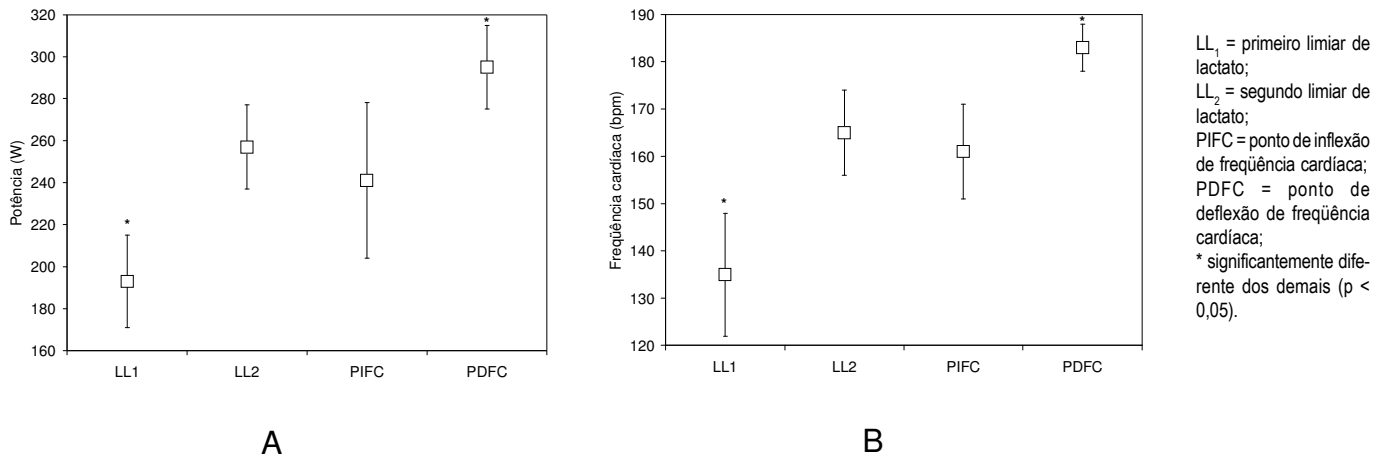 320
300
280
260
240
220
200
180
160
Potência (W)
*
*
LL1 LL2 PIFC PDFC
A
190
180
170
160
150
140
130
120
Freqüência cardíaca (bpm)
*
*
LL1 LL2 PIFC PDFC
B
LL₁ = primeiro limiar de
lactato;
LL₂ = segundo limiar de
lactato;
PIFC = ponto de inflexão
de freqüência cardíaca;
PDFC = ponto de
deflexão de freqüência
cardíaca;
* significantemente dife-
rente dos demais (p <
0,05).